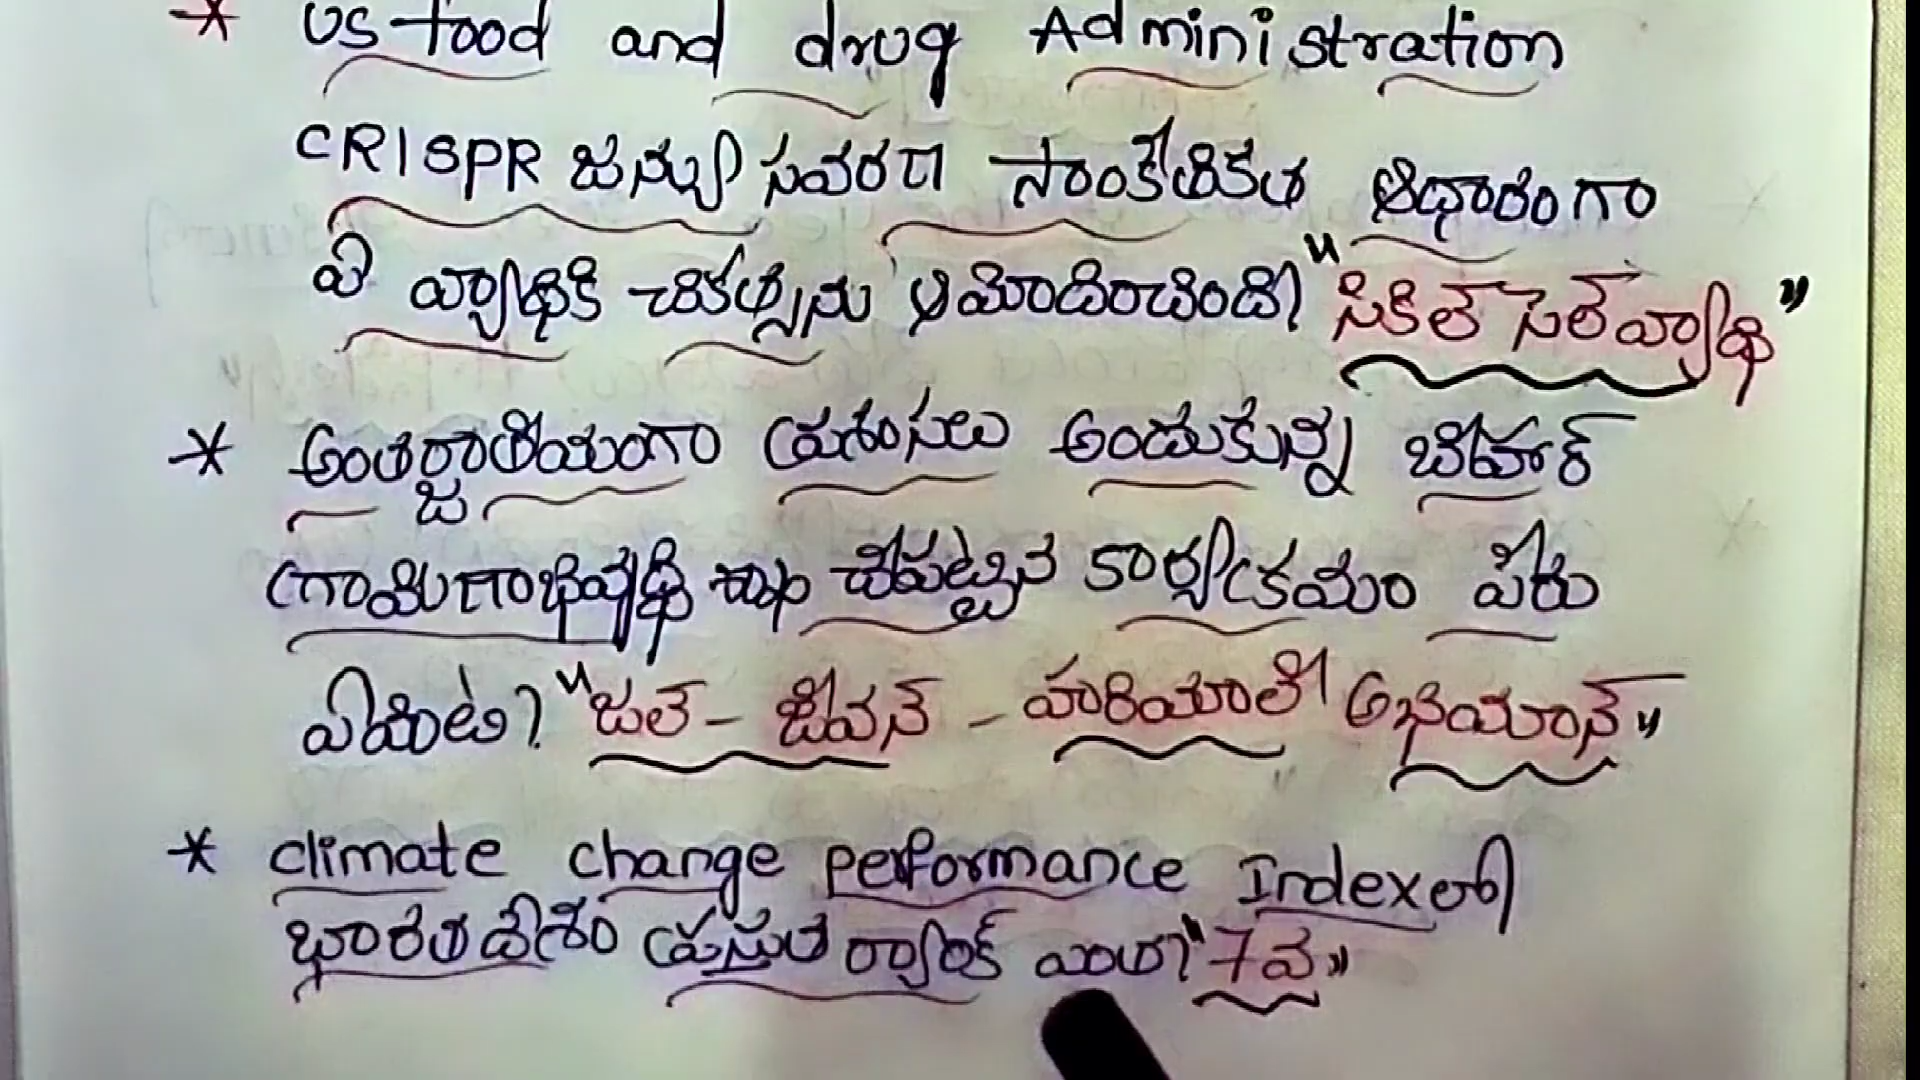 * US food and drug Administration
CRISPR జన్యు సవరణ సాంకేతికత ఆధారంగా
ఏ వ్యాధికి చికిత్సను ఆమోదించింది? "సికిల్ సెల్ వ్యాధి"
* అంతర్జాతీయంగా ప్రశంసలు అందుకున్న బీహార్
గ్రామీణాభివృద్ధి శాఖ చేపట్టిన కార్యక్రమం పేరు
ఏమిటి? "జల్ - జీవన్ - హరియాలీ అభియాన్"
* climate change performance Indexలో
భారతదేశం ప్రస్తుత ర్యాంక్ ఎంత? "7వ"